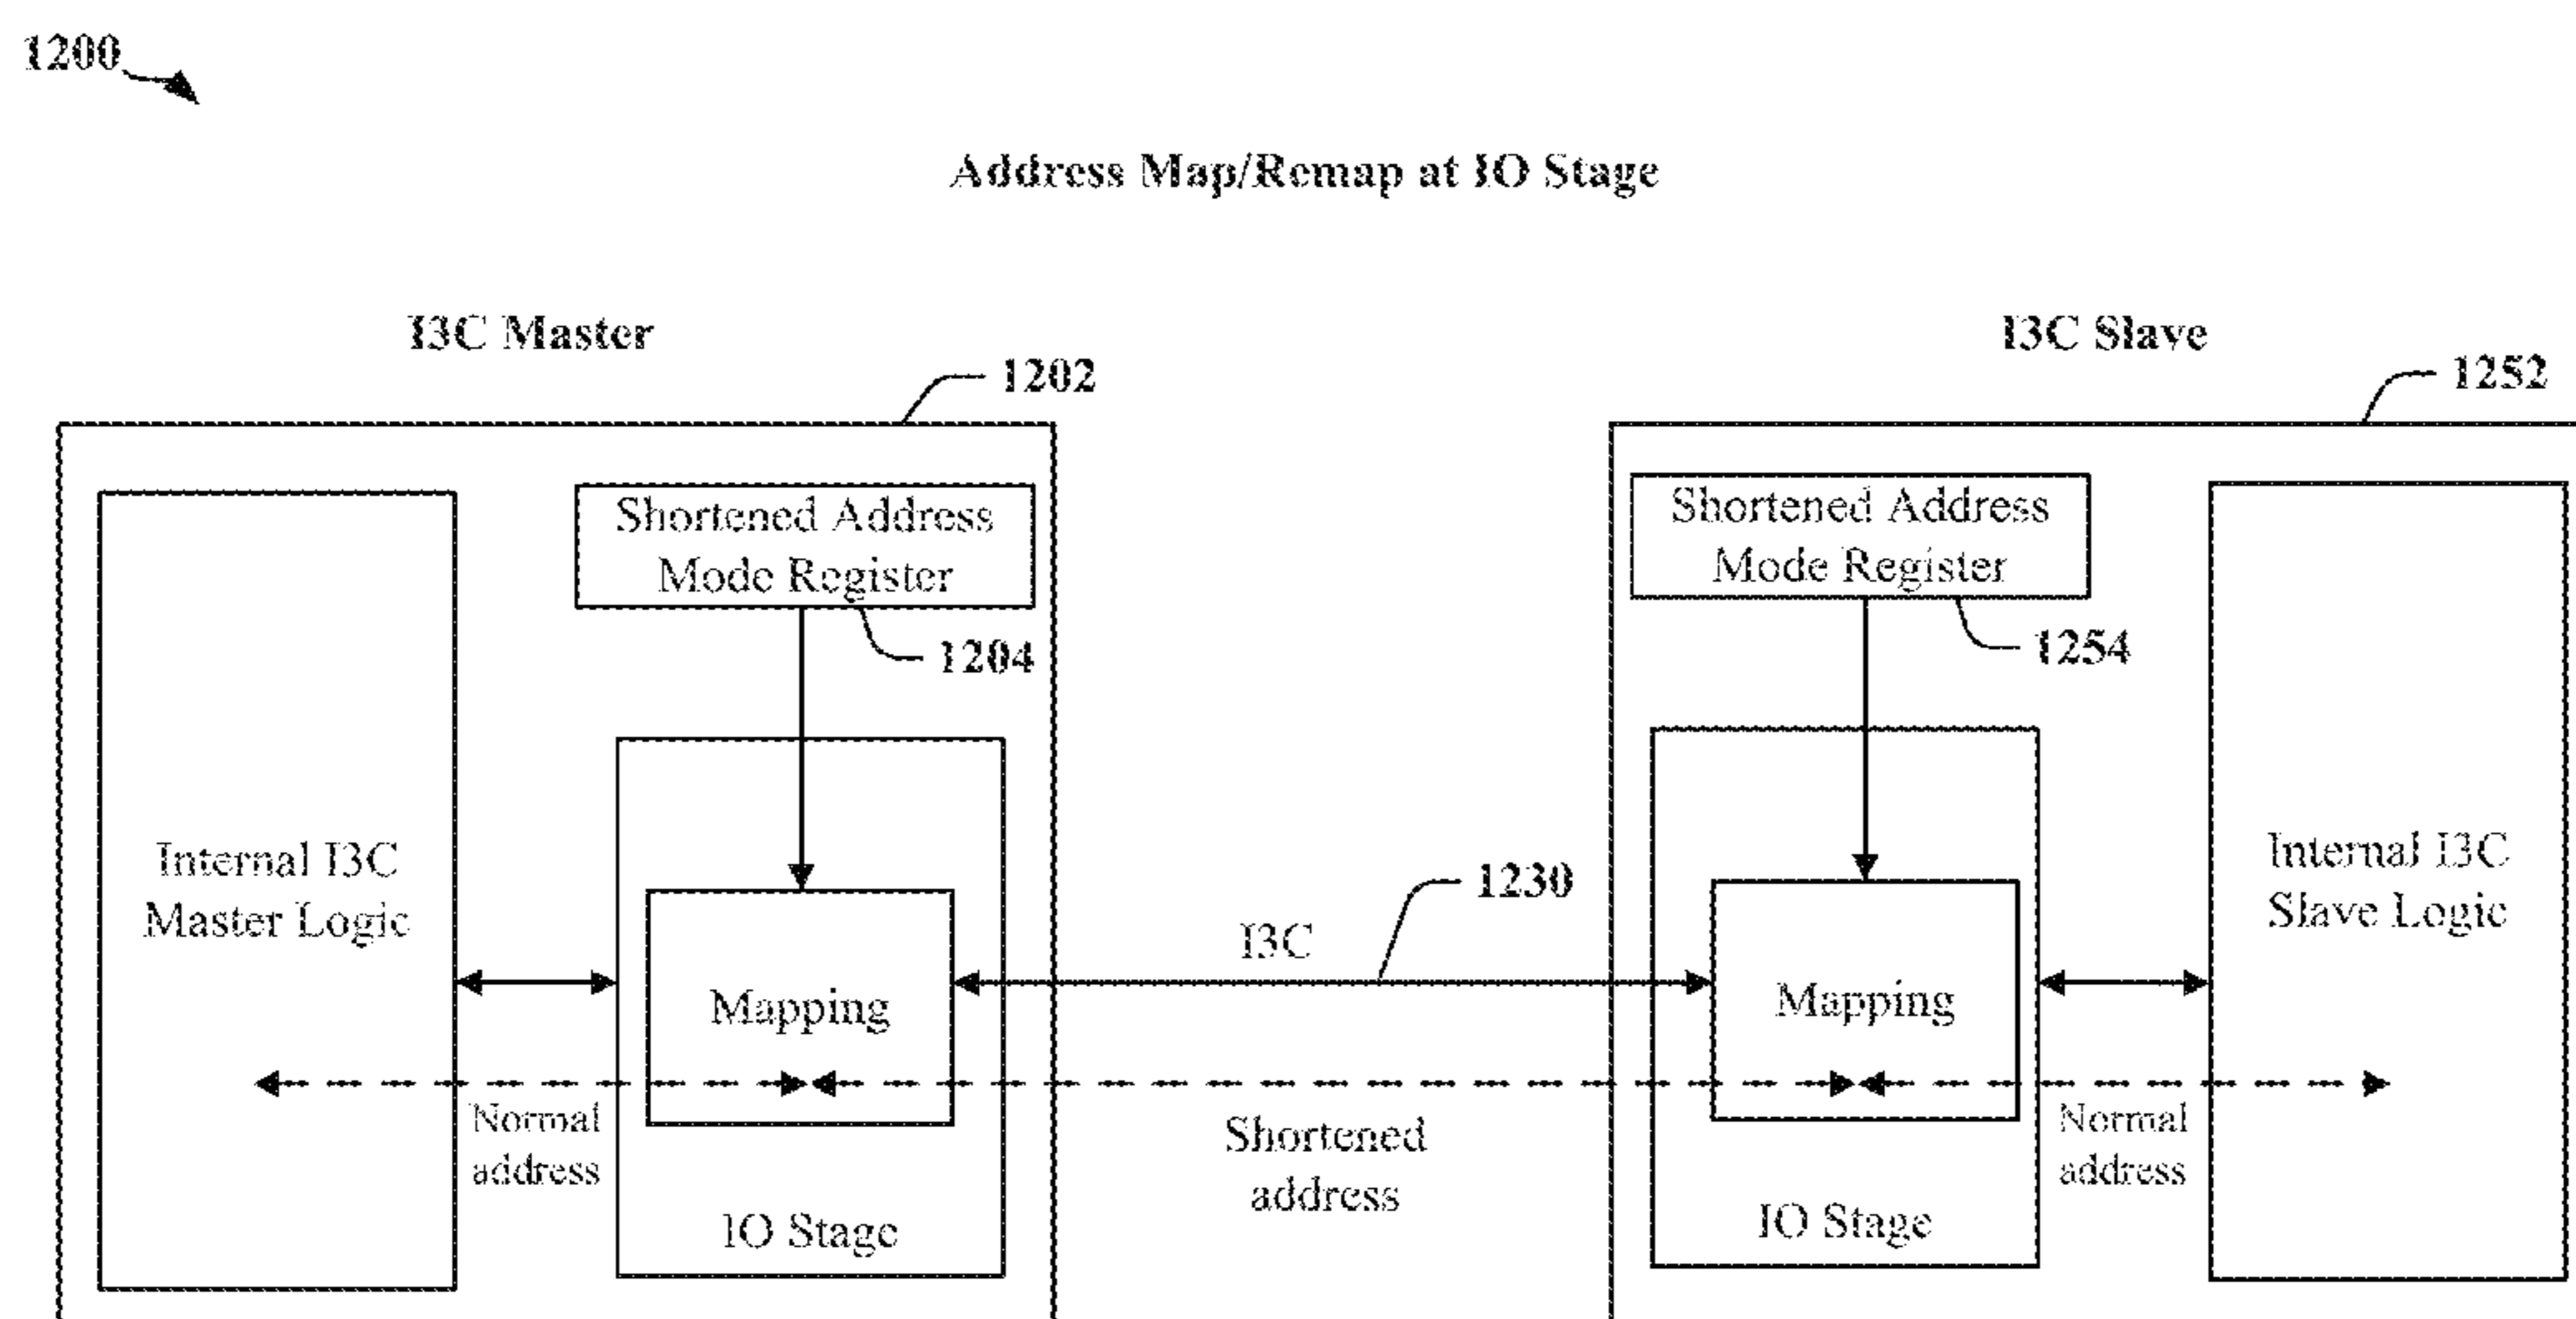 1200
Address Map/Remap at IO Stage
I3C Master
1202
I3C Slave
1252
Shortened Address
Mode Register
1204
Shortened Address
Mode Register
1254
Internal I3C
Master Logic
Mapping
I3C
1230
Mapping
Internal I3C
Slave Logic
Normal
address
Shortened
address
Normal
address
IO Stage
IO Stage